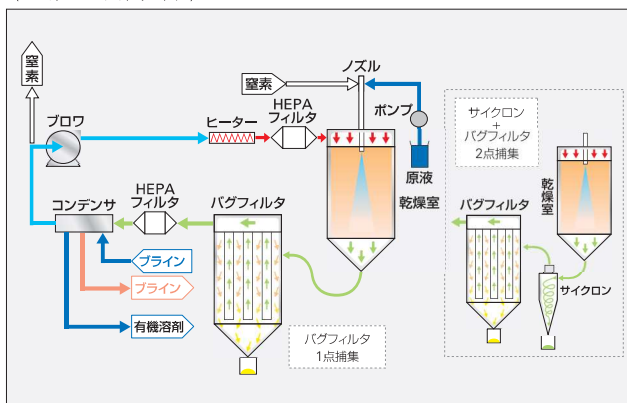 窒素
ブロワ
窒素
ノズル
ヒーター
HEPA
フィルタ
ポンプ
原液
乾燥室
コンデンサ
HEPA
フィルタ
バグフィルタ
ブライン
ブライン
有機溶剤
バグフィルタ
1点捕集
サイクロン
+
バグフィルタ
2点捕集
乾燥室
バグフィルタ
サイクロン